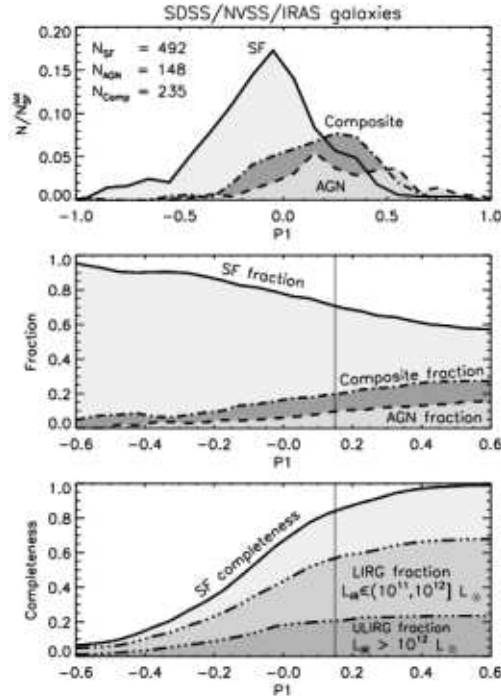 SDSS/NVSS/IRAS galaxies
N_SF = 492
N_AGN = 148
N_Comp = 235
SF
Composite
AGN
0.20
0.15
0.10
0.05
0.00
-1.0 -0.5 0.0 0.5 1.0
P1
SF fraction
Composite fraction
AGN fraction
Fraction
1.0
0.8
0.6
0.4
0.2
0.0
-0.6 -0.4 -0.2 -0.0 0.2 0.4 0.6
P1
SF completeness
LIRG fraction
L_IR∈(10^11,10^12] L_⊙
ULIRG fraction
L_IR > 10^12 L_⊙
Completeness
1.0
0.8
0.6
0.4
0.2
0.0
-0.6 -0.4 -0.2 -0.0 0.2 0.4 0.6
P1